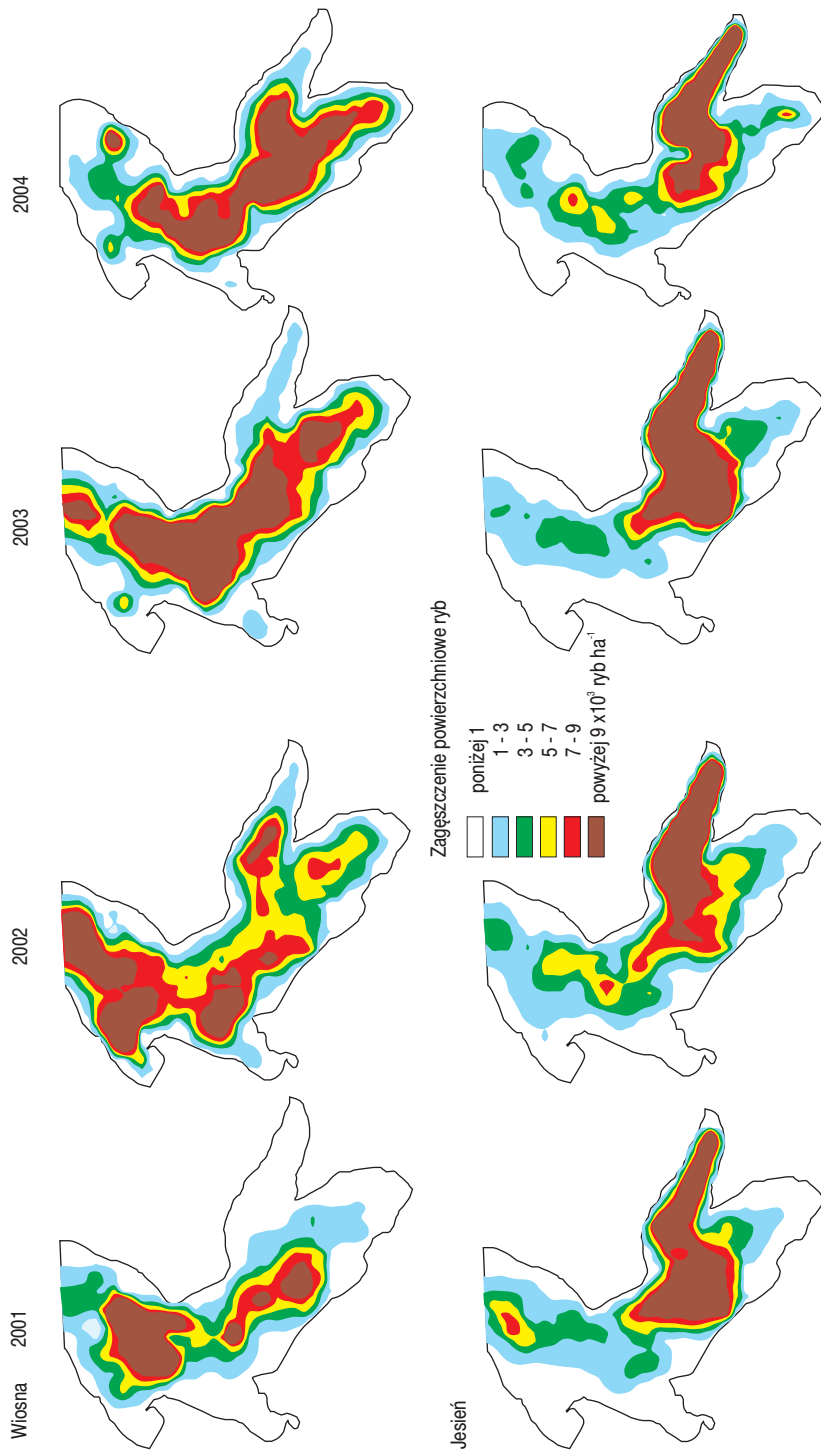 Wiosna 2001 2002 2003 2004
Jesień
Zagęszczenie powierzchniowe ryb
poniżej 1
1 - 3
3 - 5
5 - 7
7 - 9
powyżej 9 x10³ ryb ha⁻¹